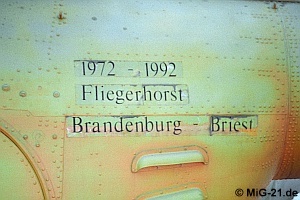 1972 - 1992
Fliegerhorst
Brandenburg - Briest
© MiG-21.de